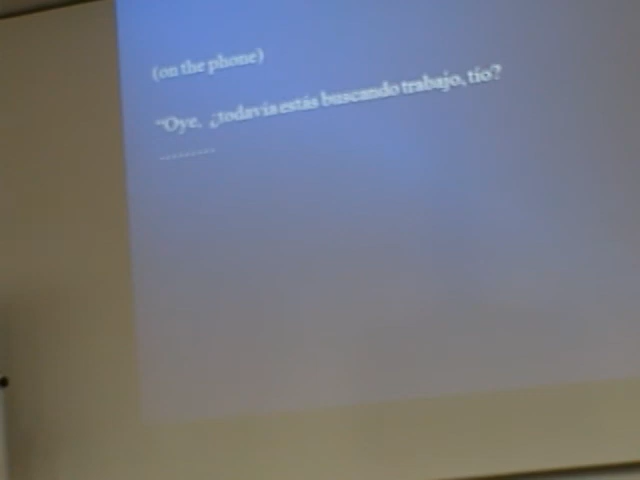 (on the phone)
"Oye, ¿todavía estás buscando trabajo, tío?
.........